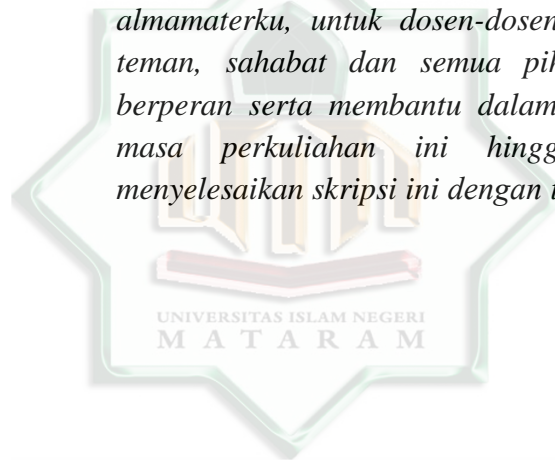 almamaterku, untuk dosen-dosen
teman, sahabat dan semua pih
berperan serta membantu dalam
masa perkuliahan ini hingg
menyelesaikan skripsi ini dengan t
UNIVERSITAS ISLAM NEGERI
MATARAM